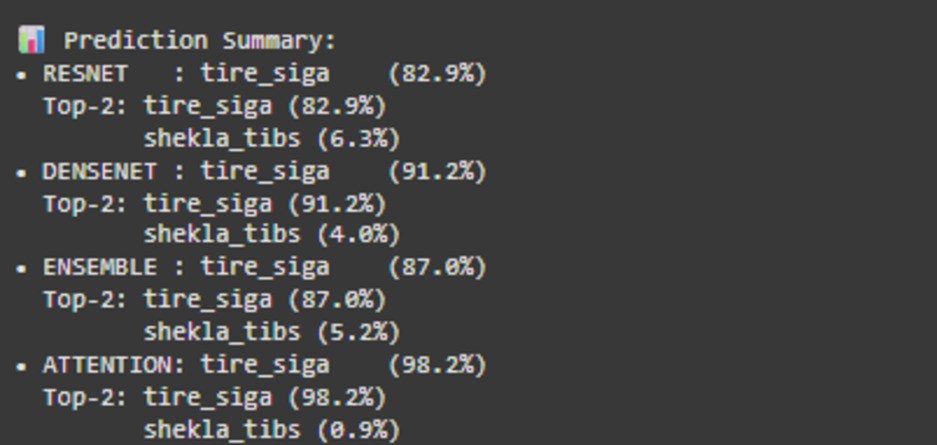 📊 Prediction Summary:
• RESNET   : tire_siga    (82.9%)
  Top-2: tire_siga (82.9%)
         shekla_tibs (6.3%)
• DENSENET : tire_siga    (91.2%)
  Top-2: tire_siga (91.2%)
         shekla_tibs (4.0%)
• ENSEMBLE : tire_siga    (87.0%)
  Top-2: tire_siga (87.0%)
         shekla_tibs (5.2%)
• ATTENTION: tire_siga    (98.2%)
  Top-2: tire_siga (98.2%)
         shekla_tibs (0.9%)